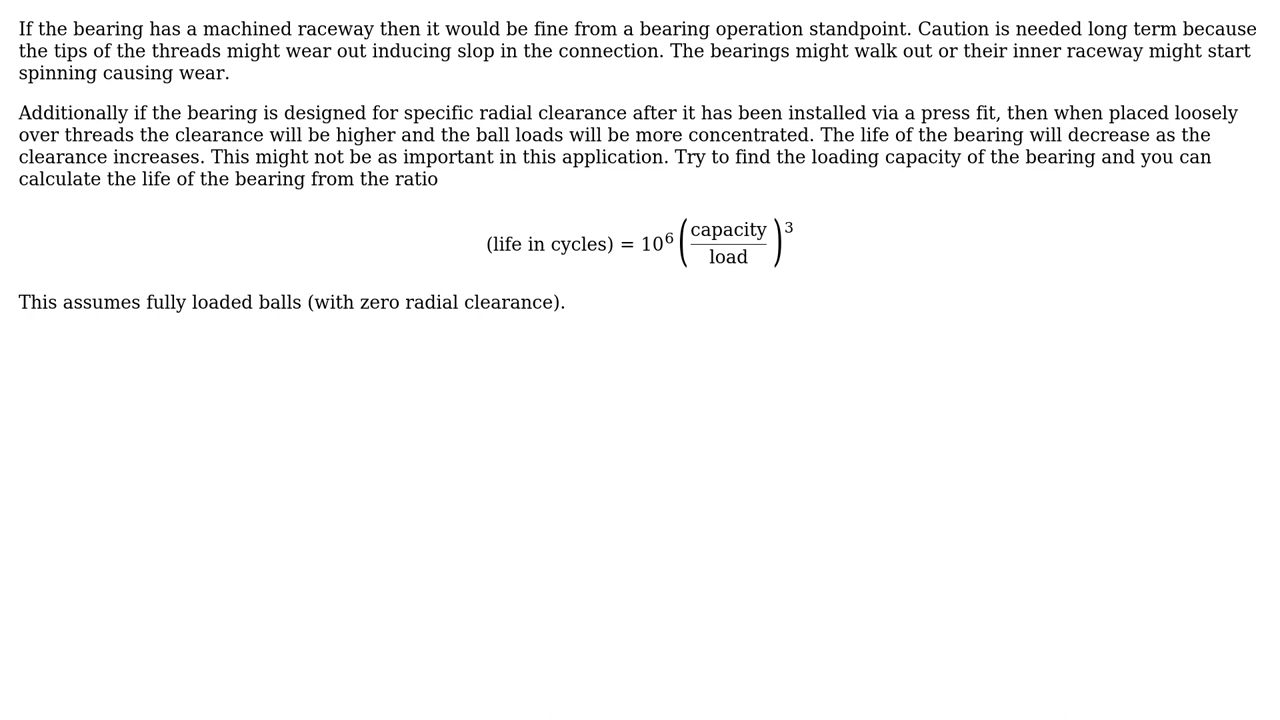 If the bearing has a machined raceway then it would be fine from a bearing operation standpoint. Caution is needed long term because
the tips of the threads might wear out inducing slop in the connection. The bearings might walk out or their inner raceway might start
spinning causing wear.
Additionally if the bearing is designed for specific radial clearance after it has been installed via a press fit, then when placed loosely
over threads the clearance will be higher and the ball loads will be more concentrated. The life of the bearing will decrease as the
clearance increases. This might not be as important in this application. Try to find the loading capacity of the bearing and you can
calculate the life of the bearing from the ratio
(life in cycles) = 10^6 (capacity/load)^3
This assumes fully loaded balls (with zero radial clearance).